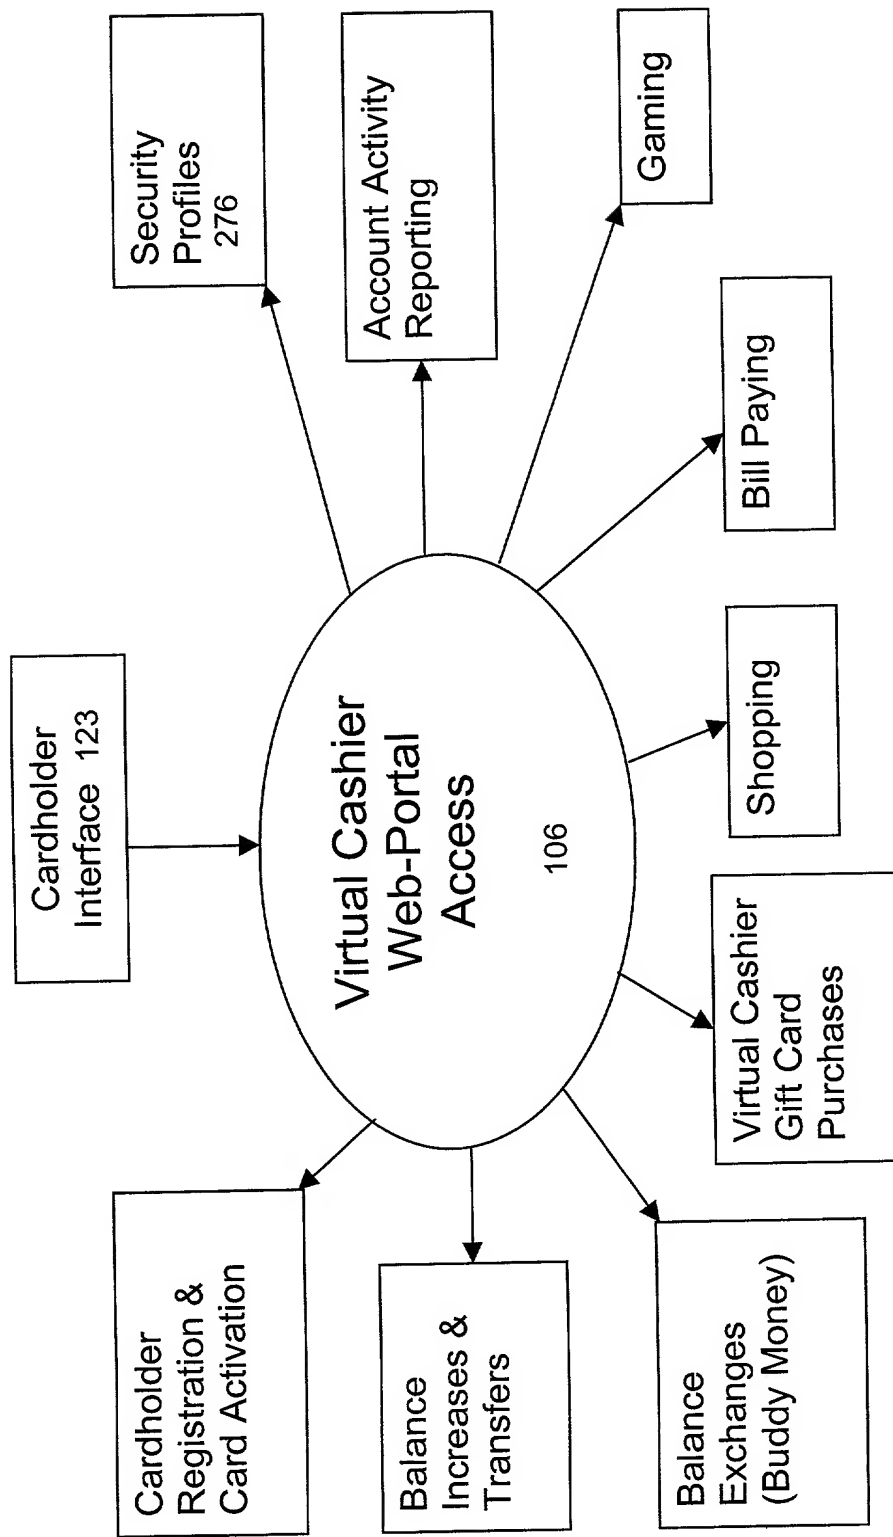 Cardholder
Interface 123
Virtual Cashier
Web-Portal
Access
106
Cardholder
Registration &
Card Activation
Balance
Increases &
Transfers
Balance
Exchanges
(Buddy Money)
Virtual Cashier
Gift Card
Purchases
Shopping
Bill Paying
Gaming
Account Activity
Reporting
Security
Profiles
276